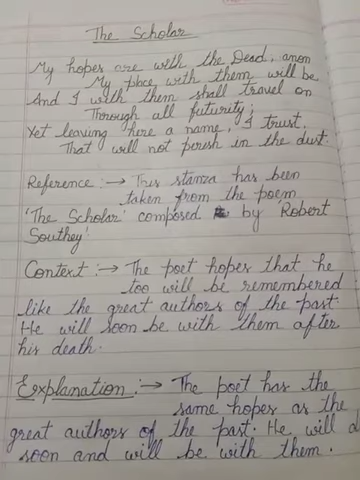 The Scholar
My hopes are with the Dead, anon
My place with them will be
And I with them shall travel on
Through all futurity;
Yet leaving here a name, I trust,
That will not perish in the dust.
Reference :→ This stanza has been
taken from the poem
'The Scholar' composed by Robert
Southey'
Context :→ The poet hopes that he
too will be remembered
like the great authors of the past.
He will soon be with them after
his death.
Explanation :→ The poet has the
same hopes as the
great authors of the past. He will d
soon and will be with them.